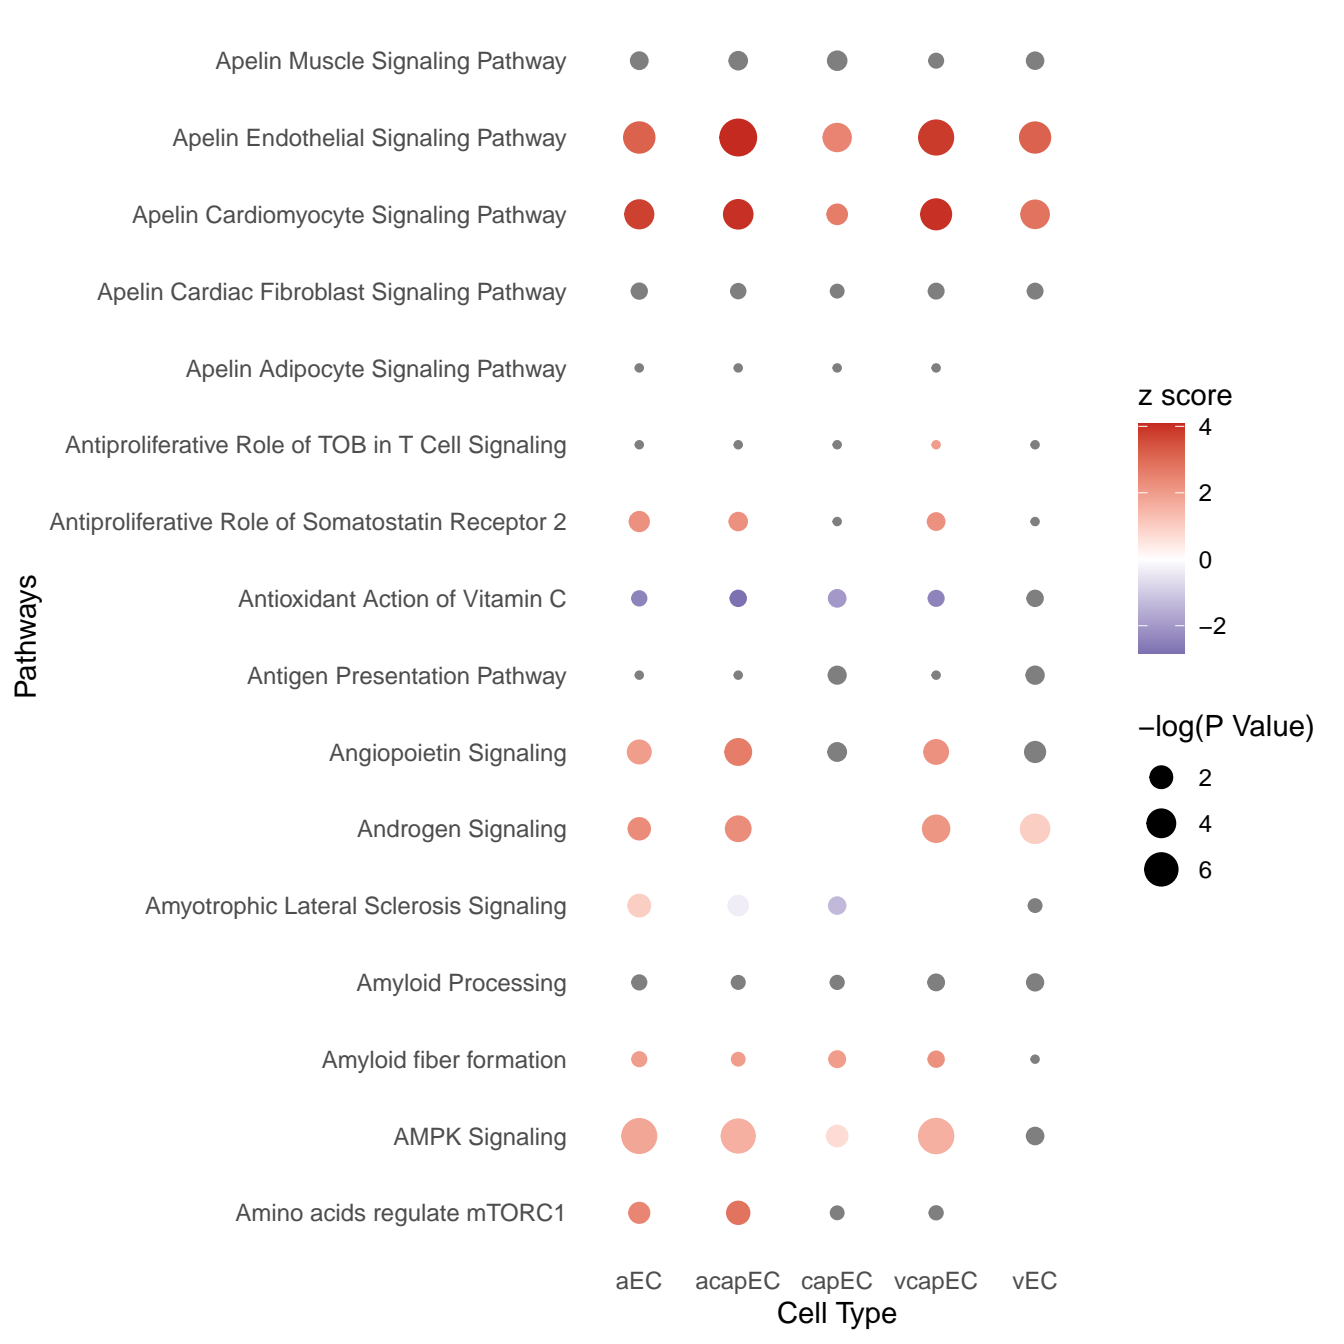 Apelin Muscle Signaling Pathway
Apelin Endothelial Signaling Pathway
Apelin Cardiomyocyte Signaling Pathway
Apelin Cardiac Fibroblast Signaling Pathway
Apelin Adipocyte Signaling Pathway
Antiproliferative Role of TOB in T Cell Signaling
Antiproliferative Role of Somatostatin Receptor 2
Antioxidant Action of Vitamin C
Antigen Presentation Pathway
Angiopoietin Signaling
Androgen Signaling
Amyotrophic Lateral Sclerosis Signaling
Amyloid Processing
Amyloid fiber formation
AMPK Signaling
Amino acids regulate mTORC1
Pathways
aEC acapEC capEC vcapEC vEC
Cell Type
z score
4
2
0
−2
−log(P Value)
2
4
6